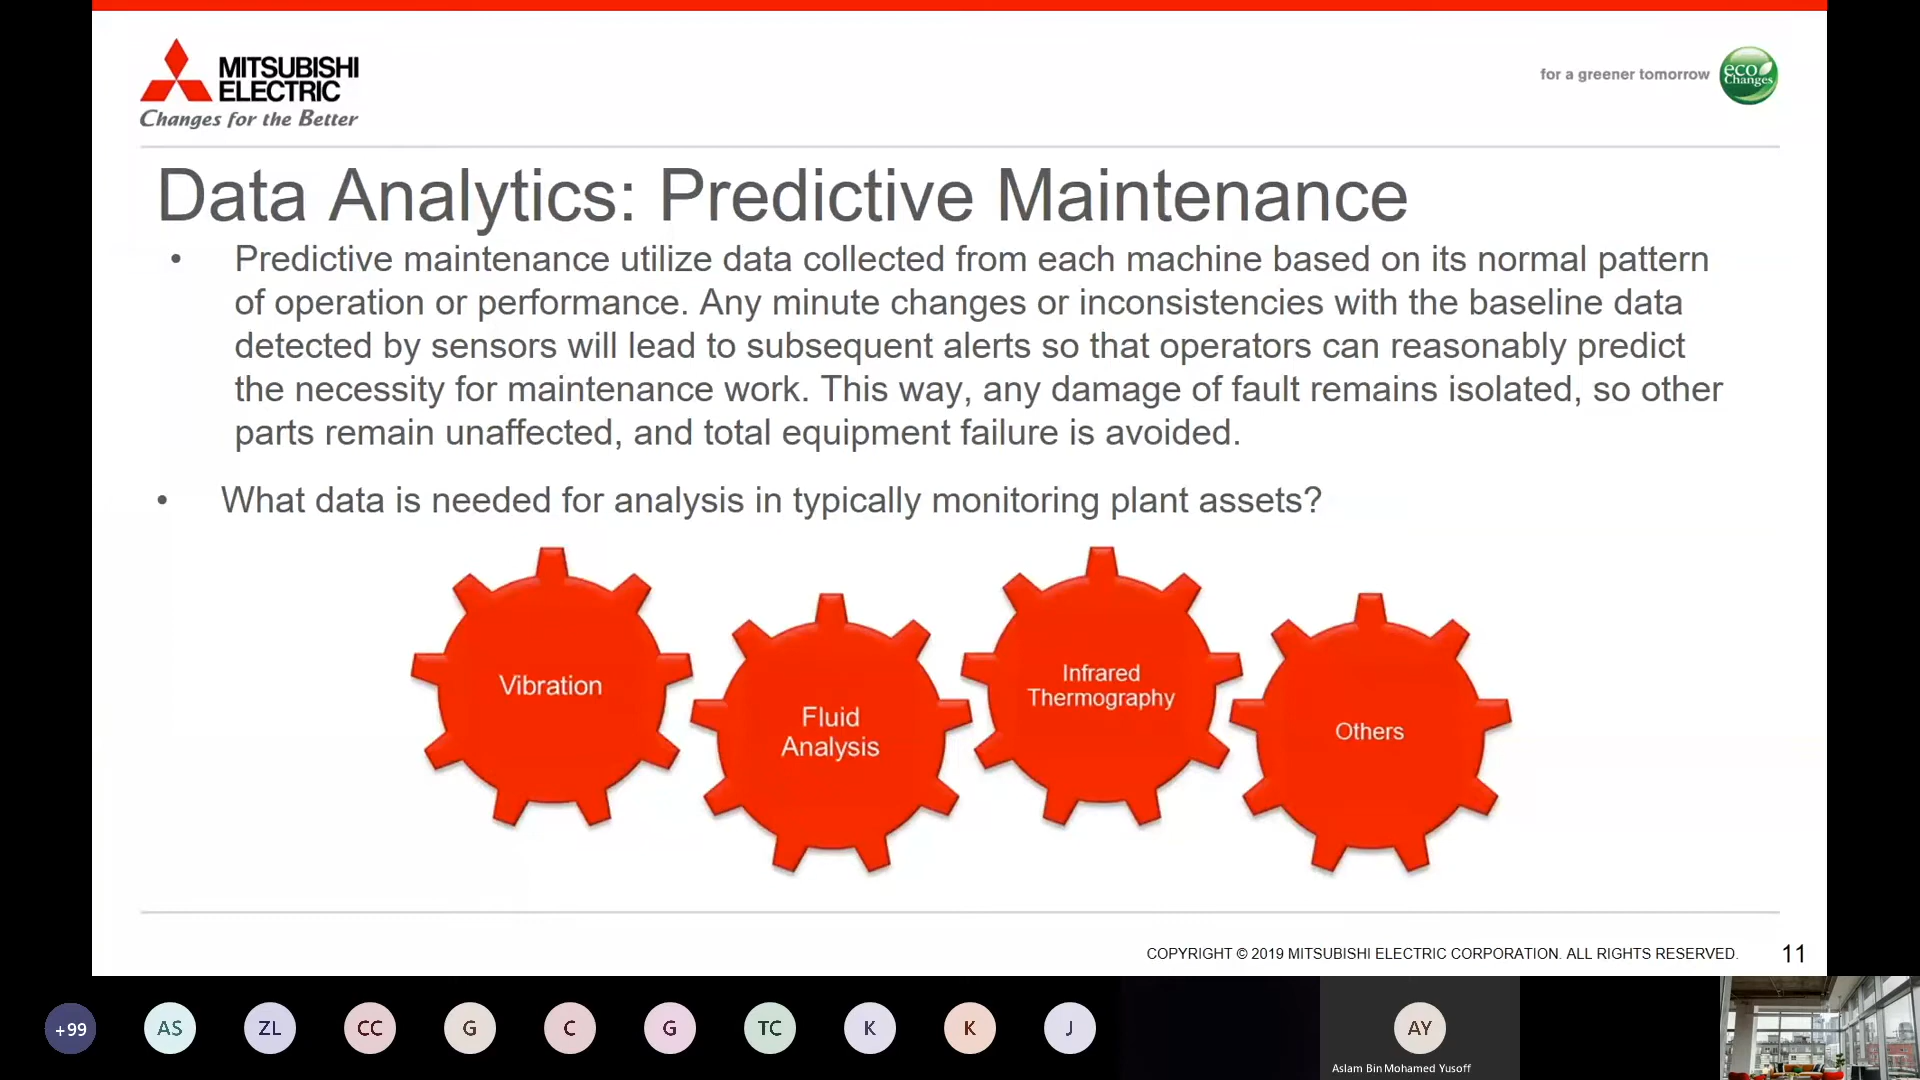 MITSUBISHI
ELECTRIC
Changes for the Better
for a greener tomorrow
eco
Changes
Data Analytics: Predictive Maintenance
• Predictive maintenance utilize data collected from each machine based on its normal pattern
of operation or performance. Any minute changes or inconsistencies with the baseline data
detected by sensors will lead to subsequent alerts so that operators can reasonably predict
the necessity for maintenance work. This way, any damage of fault remains isolated, so other
parts remain unaffected, and total equipment failure is avoided.
• What data is needed for analysis in typically monitoring plant assets?
Vibration
Fluid
Analysis
Infrared
Thermography
Others
COPYRIGHT © 2019 MITSUBISHI ELECTRIC CORPORATION. ALL RIGHTS RESERVED.
11
+99
AS
ZL
CC
G
C
G
TC
K
K
J
AY
Aslam Bin Mohamed Yusoff